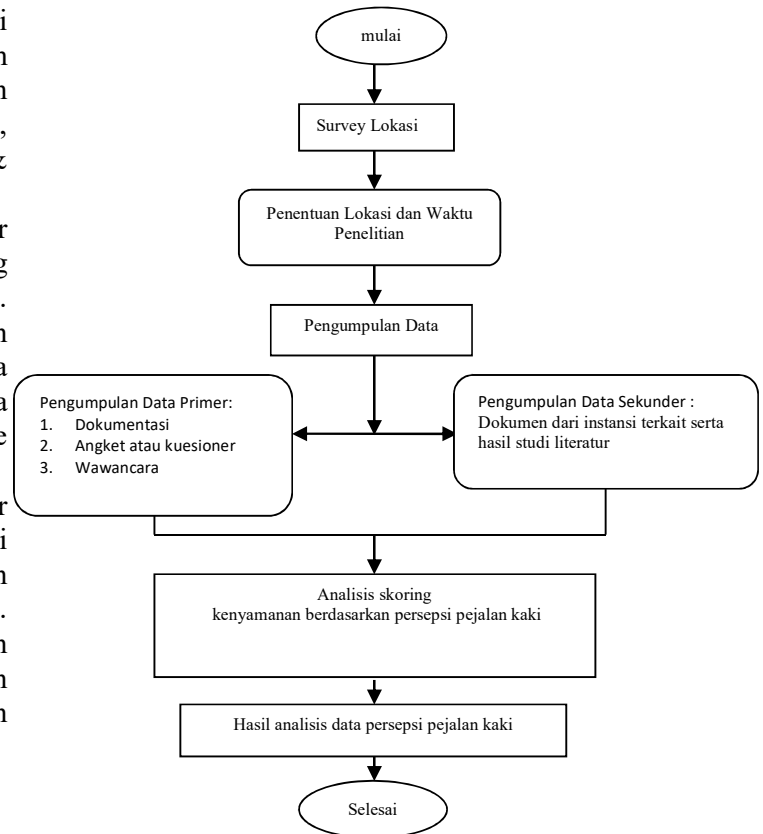 mulai
Survey Lokasi
Penentuan Lokasi dan Waktu
Penelitian
Pengumpulan Data
Pengumpulan Data Primer:
1. Dokumentasi
2. Angket atau kuesioner
3. Wawancara
Pengumpulan Data Sekunder :
Dokumen dari instansi terkait serta
hasil studi literatur
Analisis skoring
kenyamanan berdasarkan persepsi pejalan kaki
Hasil analisis data persepsi pejalan kaki
Selesai